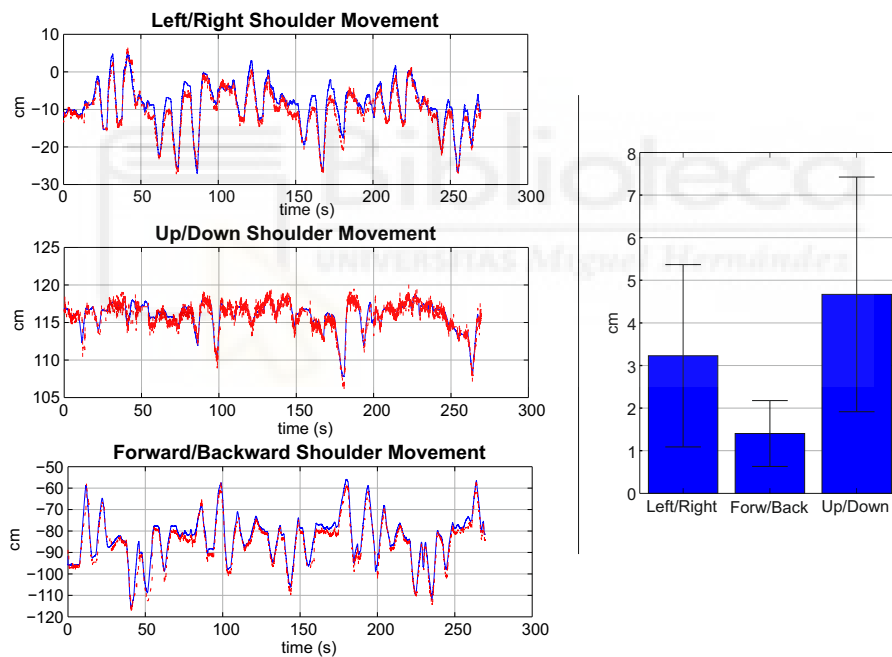 Left/Right Shoulder Movement
10
0
−10
−20
−30
cm
0 50 100 150 200 250 300
time (s)
Up/Down Shoulder Movement
125
120
115
110
105
cm
0 50 100 150 200 250 300
time (s)
Forward/Backward Shoulder Movement
−50
−60
−70
−80
−90
−100
−110
−120
cm
0 50 100 150 200 250 300
time (s)
8
7
6
5
4
3
2
1
0
cm
Left/Right Forw/Back Up/Down
Biblioteca
UNIVERSITAS Miguel Hernández